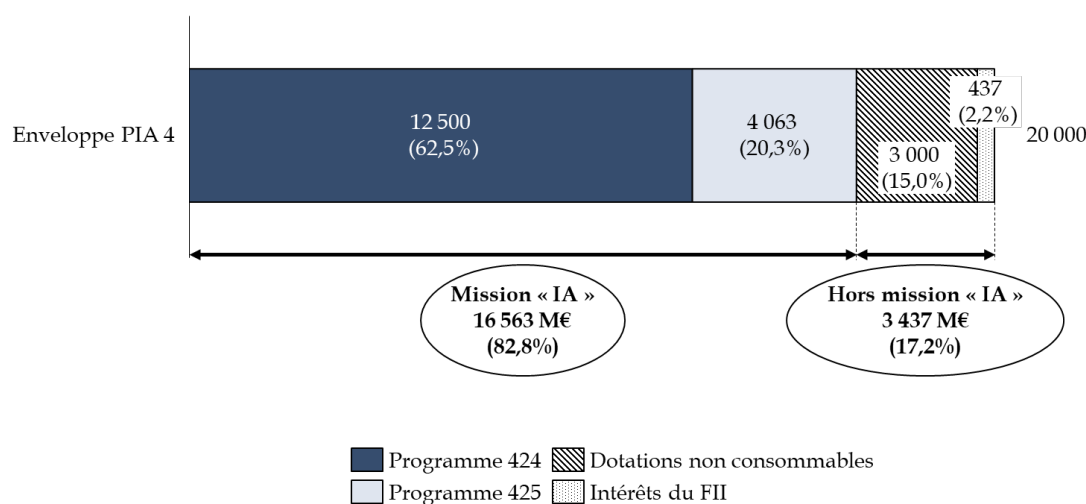 Enveloppe PIA 4
12 500
(62,5%)
4 063
(20,3%)
3 000
(15,0%)
437
(2,2%)
20 000
Mission « IA »
16 563 M€
(82,8%)
Hors mission « IA »
3 437 M€
(17,2%)
Programme 424
Dotations non consommables
Programme 425
Intérêts du FII